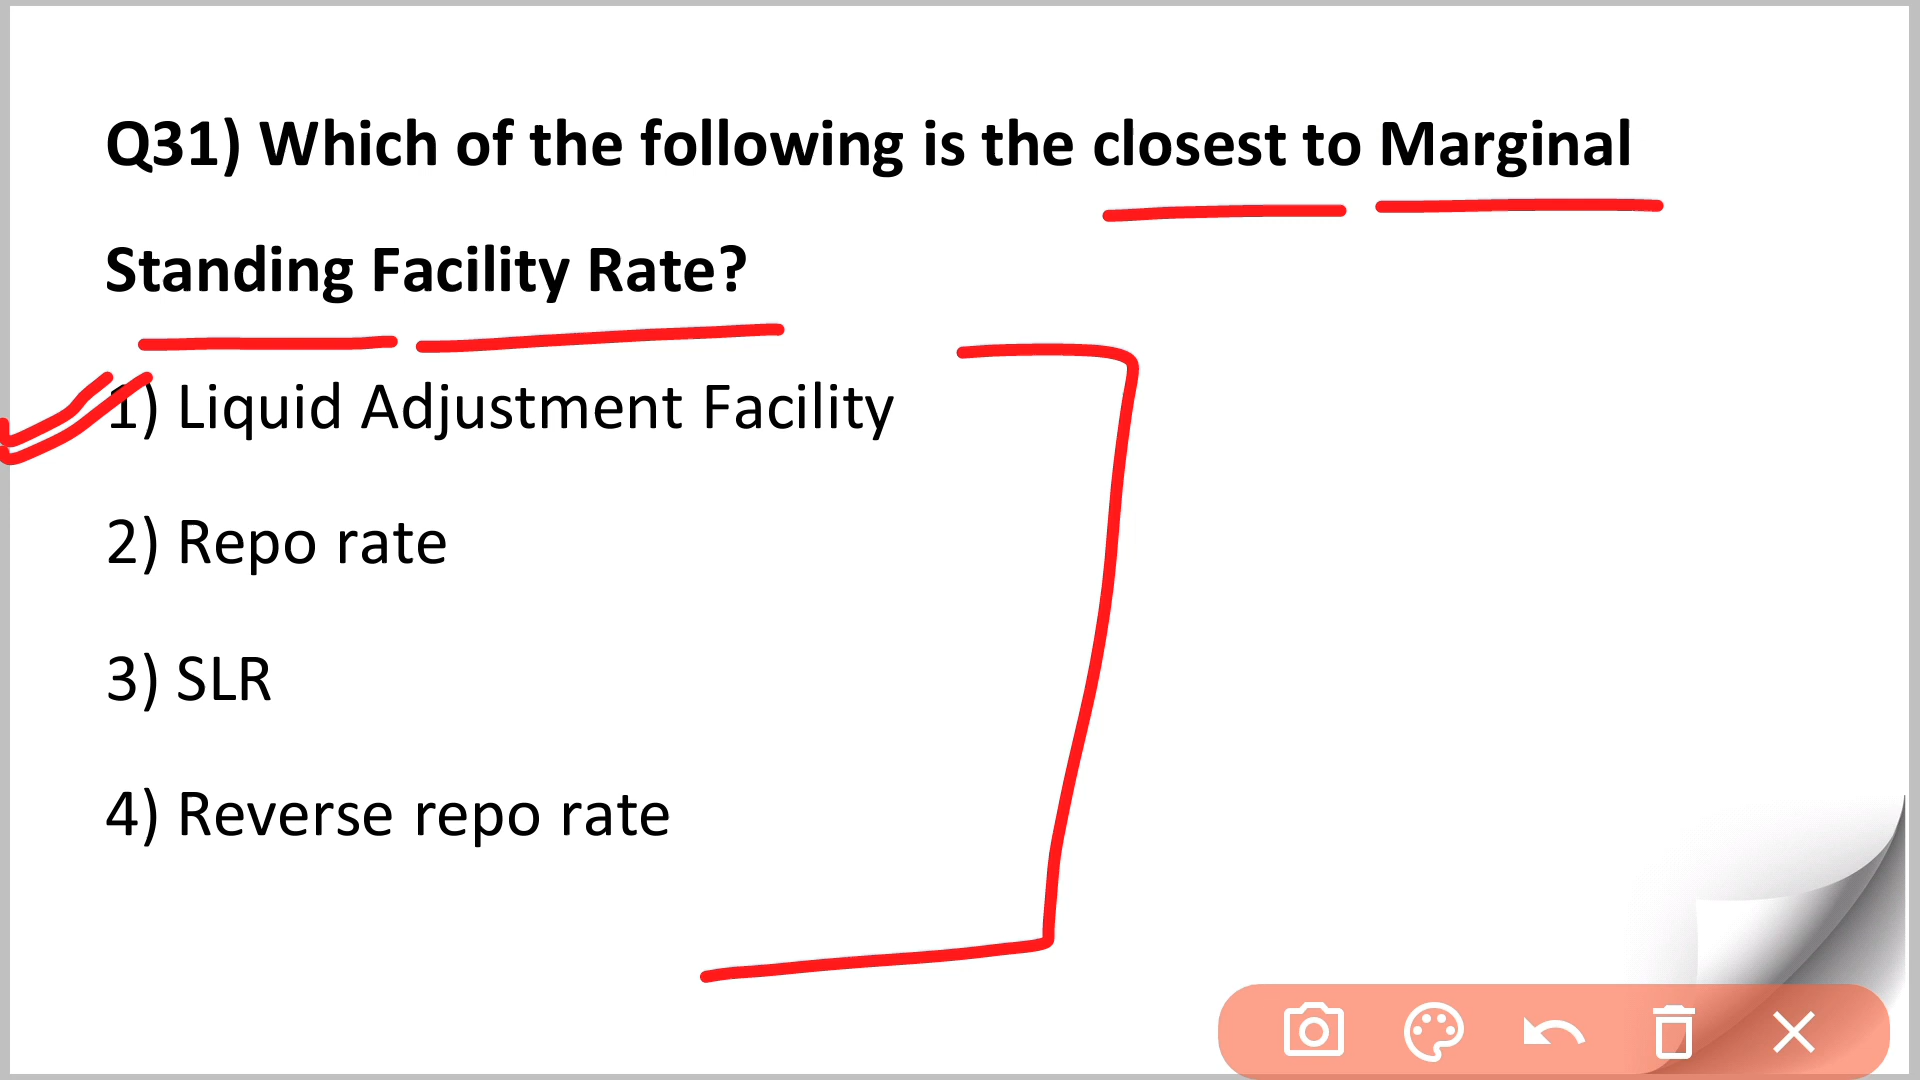 Q31) Which of the following is the closest to Marginal
Standing Facility Rate?
1) Liquid Adjustment Facility
2) Repo rate
3) SLR
4) Reverse repo rate